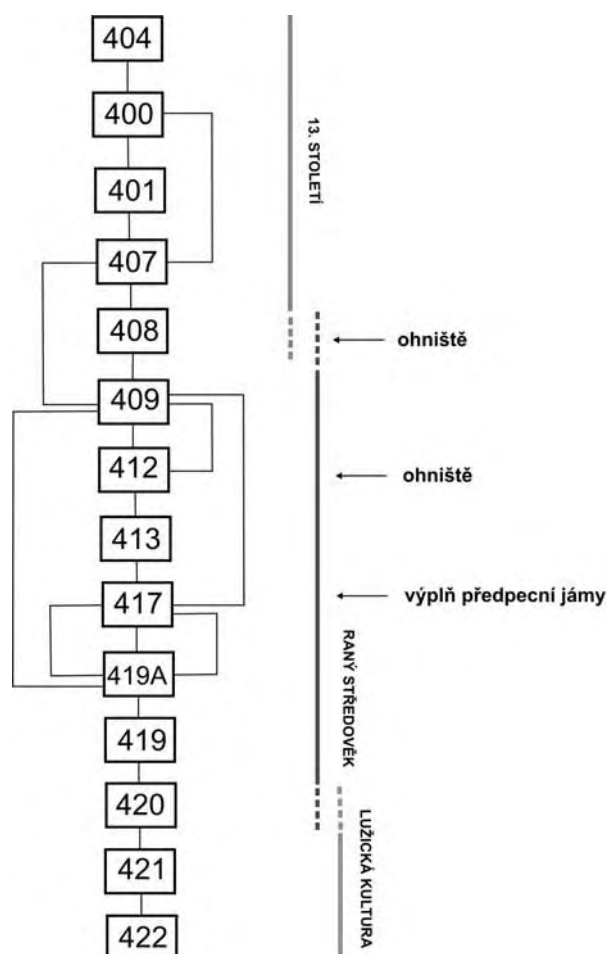 404
400
401
407
408
409
412
413
417
419A
419
420
421
422
13. STOLETÍ
RANÝ STŘEDOVĚK
LUŽICKÁ KULTURA
ohniště
ohniště
výplň předpecní jámy